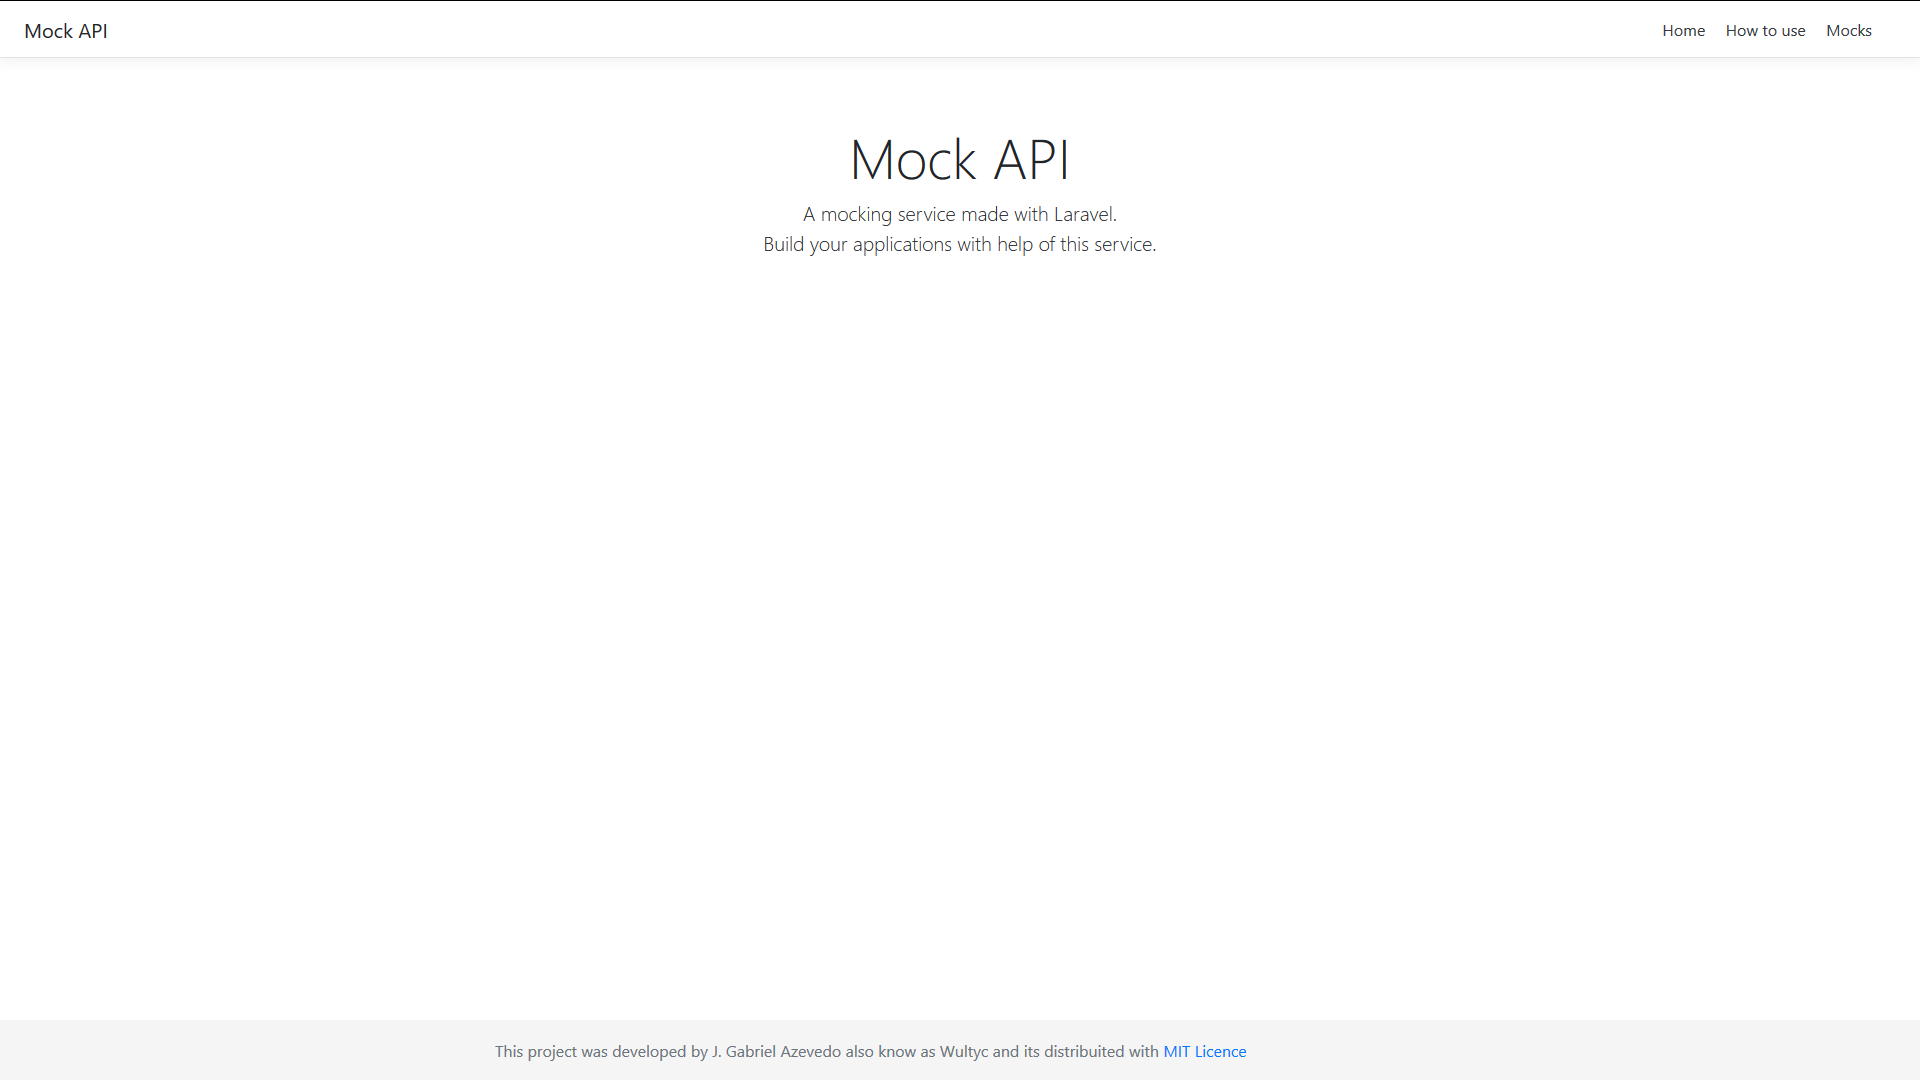 Mock API
Home How to use Mocks
Mock API
A mocking service made with Laravel.
Build your applications with help of this service.
This project was developed by J. Gabriel Azevedo also know as Wultyc and its distribuited with MIT Licence